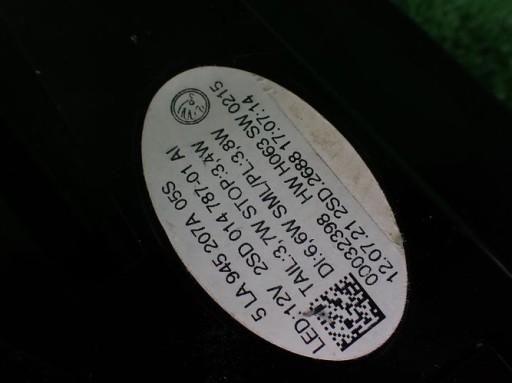 5 LA 945 207A 05S
LED:12V 2SD 014 787-01 AI
TAIL:3,7W STOP:3,4W
DI:6,6W SML/PL:3,8W
00032398 HW H063 SW 0215
12.07.21 2SD:2688 17:07:14